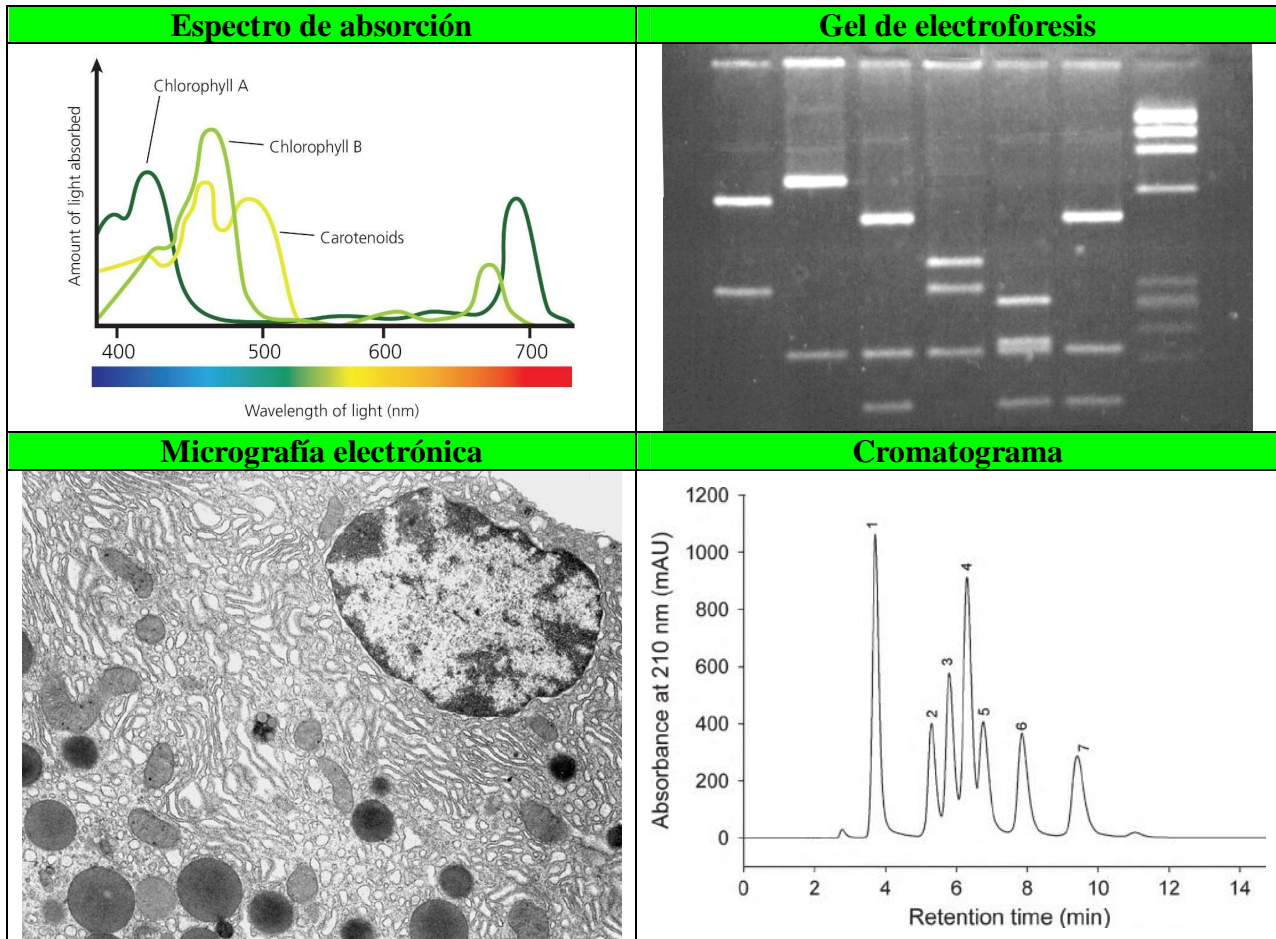 Espectro de absorción
Gel de electroforesis
Chlorophyll A
Chlorophyll B
Carotenoids
Amount of light absorbed
400 500 600 700
Wavelength of light (nm)
Micrografía electrónica
Cromatograma
1200
1000
800
600
400
200
0
Absorbance at 210 nm (mAU)
1
2
3
4
5
6
7
0 2 4 6 8 10 12 14
Retention time (min)